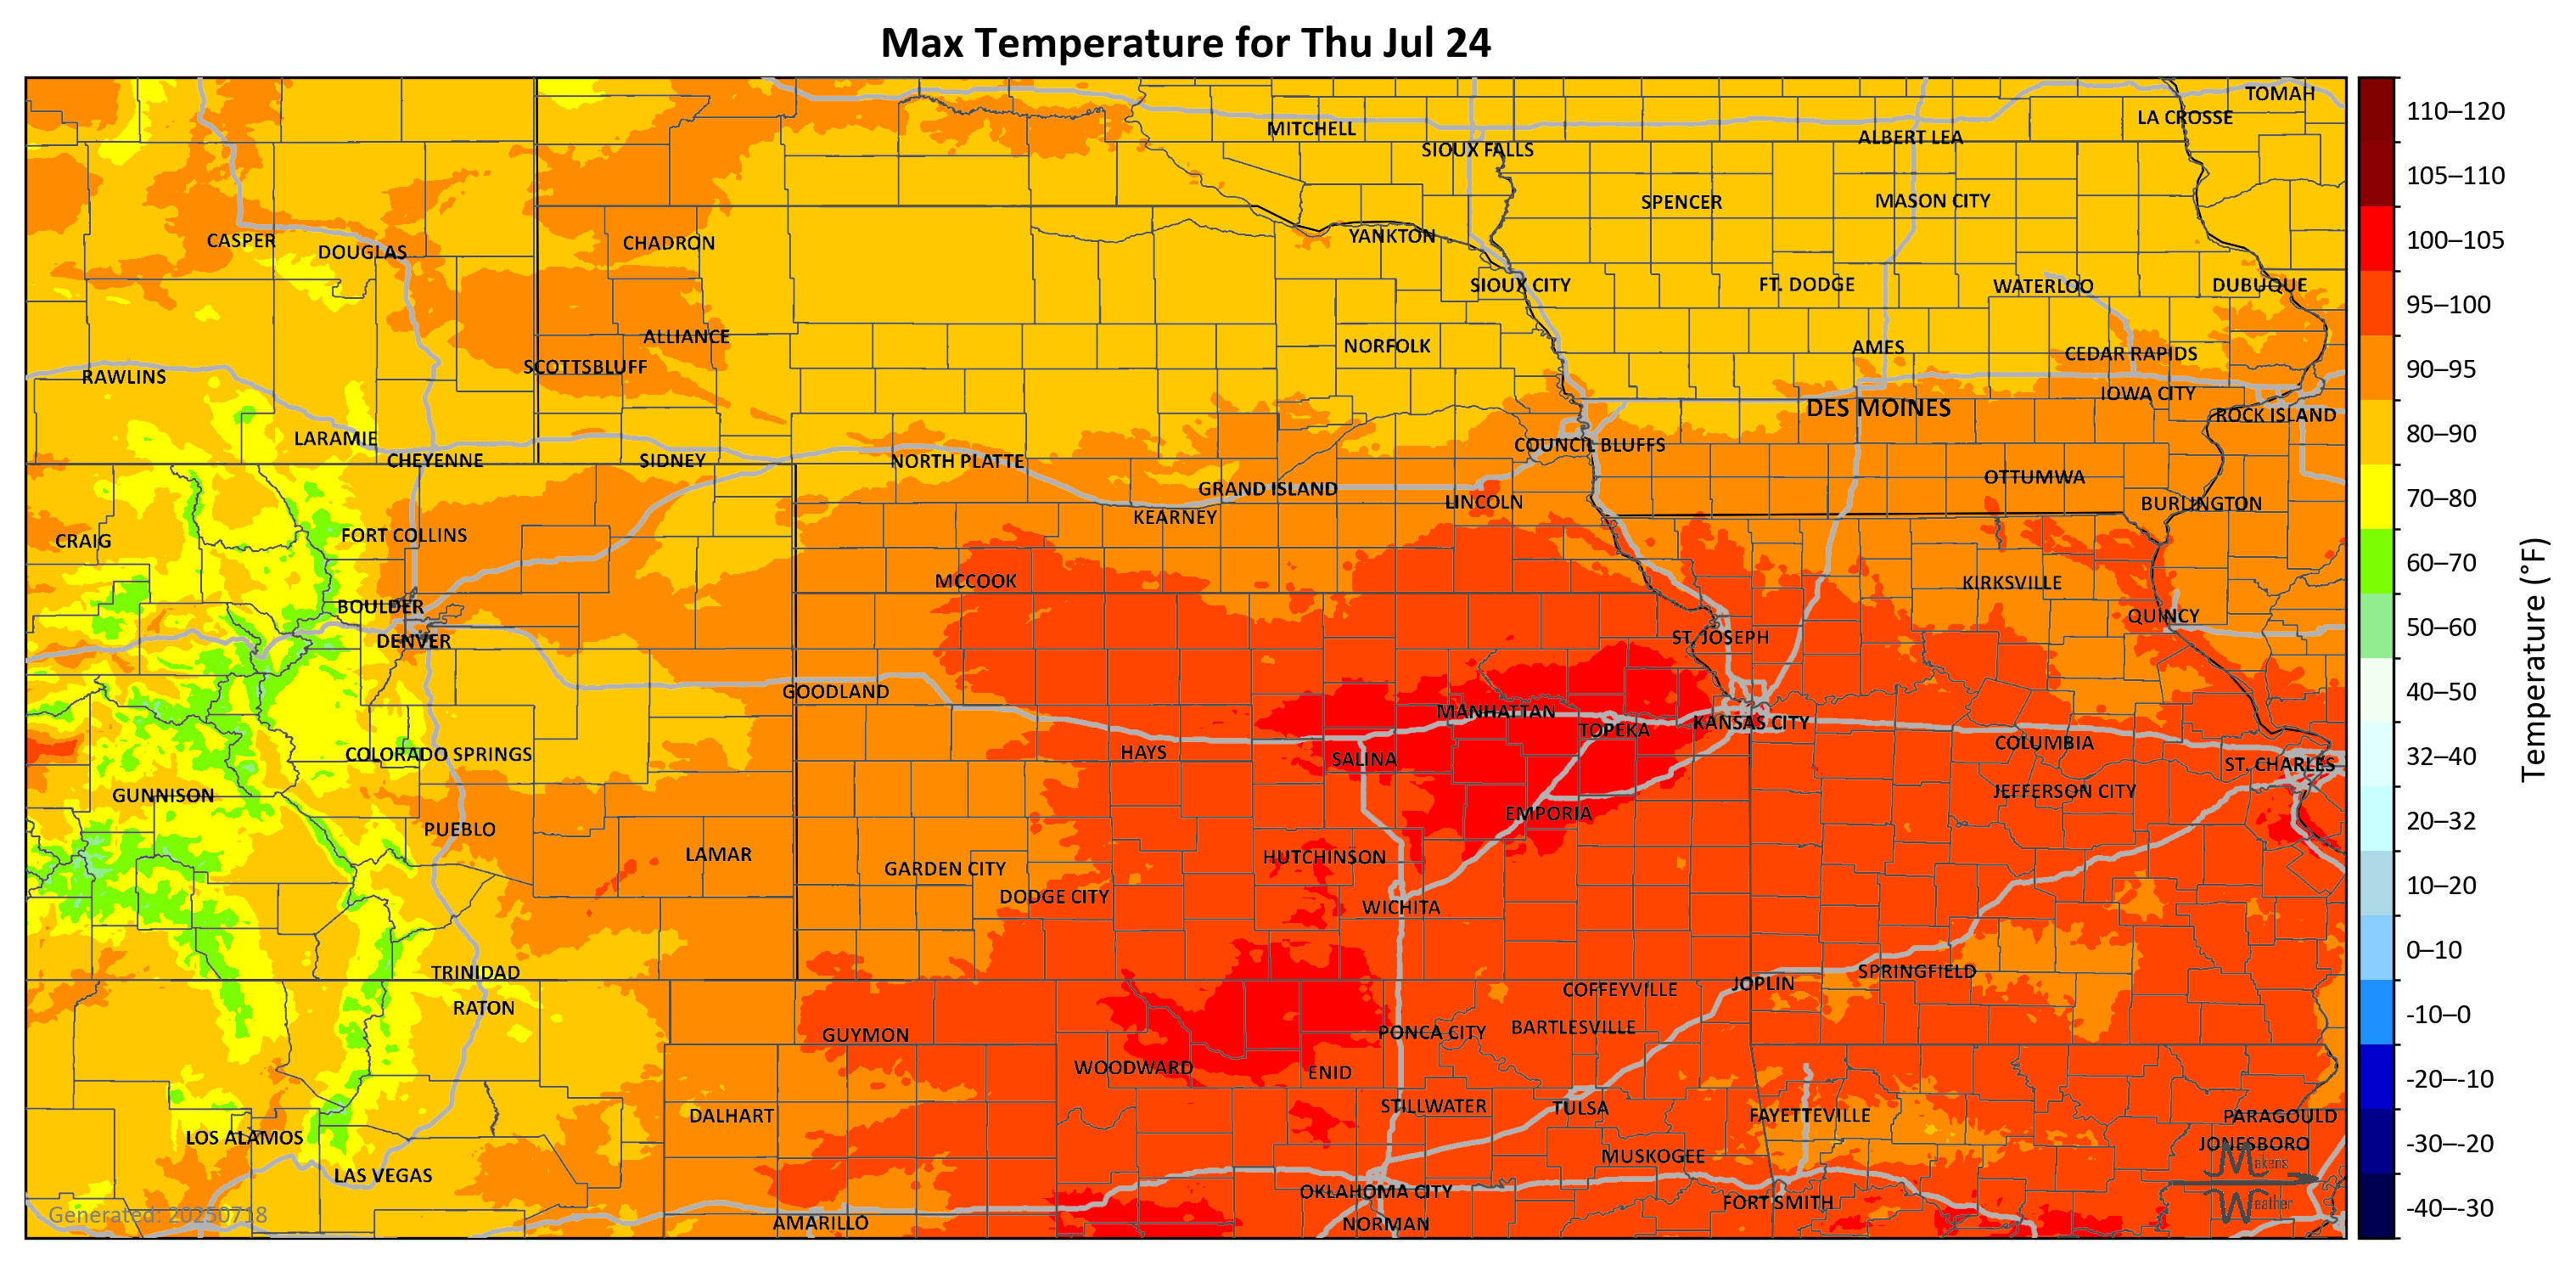 Max Temperature for Thu Jul 24
TOMAH
LA CROSSE
MITCHELL
ALBERT LEA
SIOUX FALLS
SPENCER
MASON CITY
CASPER
DOUGLAS
CHADRON
YANKTON
SIOUX CITY
FT. DODGE
WATERLOO
DUBUQUE
ALLIANCE
NORFOLK
AMES
CEDAR RAPIDS
SCOTTSBLUFF
RAWLINS
IOWA CITY
DES MOINES
ROCK ISLAND
LARAMIE
COUNCIL BLUFFS
CHEYENNE
SIDNEY
NORTH PLATTE
OTTUMWA
GRAND ISLAND
LINCOLN
BURLINGTON
KEARNEY
FORT COLLINS
CRAIG
MCCOOK
KIRKSVILLE
BOULDER
QUINCY
DENVER
ST. JOSEPH
GOODLAND
MANHATTAN
TOPEKA
KANSAS CITY
COLUMBIA
COLORADO SPRINGS
HAYS
SALINA
ST. CHARLES
GUNNISON
JEFFERSON CITY
EMPORIA
PUEBLO
LAMAR
HUTCHINSON
GARDEN CITY
DODGE CITY
WICHITA
TRINIDAD
SPRINGFIELD
JOPLIN
COFFEYVILLE
RATON
GUYMON
PONCA CITY
BARTLESVILLE
WOODWARD
ENID
STILLWATER
TULSA
DALHART
FAYETTEVILLE
PARAGOULD
LOS ALAMOS
JONESBORO
MUSKOGEE
LAS VEGAS
OKLAHOMA CITY
FORT SMITH
AMARILLO
NORMAN
Generated: 20250718
Makens
Weather
110–120
105–110
100–105
95–100
90–95
80–90
70–80
60–70
50–60
40–50
32–40
20–32
10–20
0–10
-10–0
-20–-10
-30–-20
-40–-30
Temperature (°F)